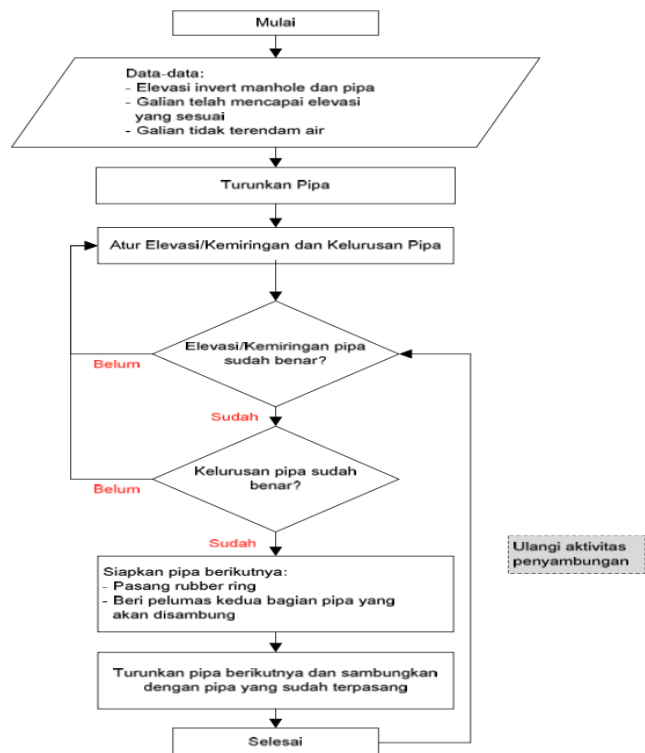 Mulai
Data-data:
- Elevasi invert manhole dan pipa
- Galian telah mencapai elevasi
yang sesuai
- Galian tidak terendam air
Turunkan Pipa
Atur Elevasi/Kemiringan dan Kelurusan Pipa
Elevasi/Kemiringan pipa
sudah benar?
Belum
Sudah
Kelurusan pipa sudah
benar?
Belum
Sudah
Ulangi aktivitas
penyambungan
Siapkan pipa berikutnya:
- Pasang rubber ring
- Beri pelumas kedua bagian pipa yang
akan disambung
Turunkan pipa berikutnya dan sambungkan
dengan pipa yang sudah terpasang
Selesai